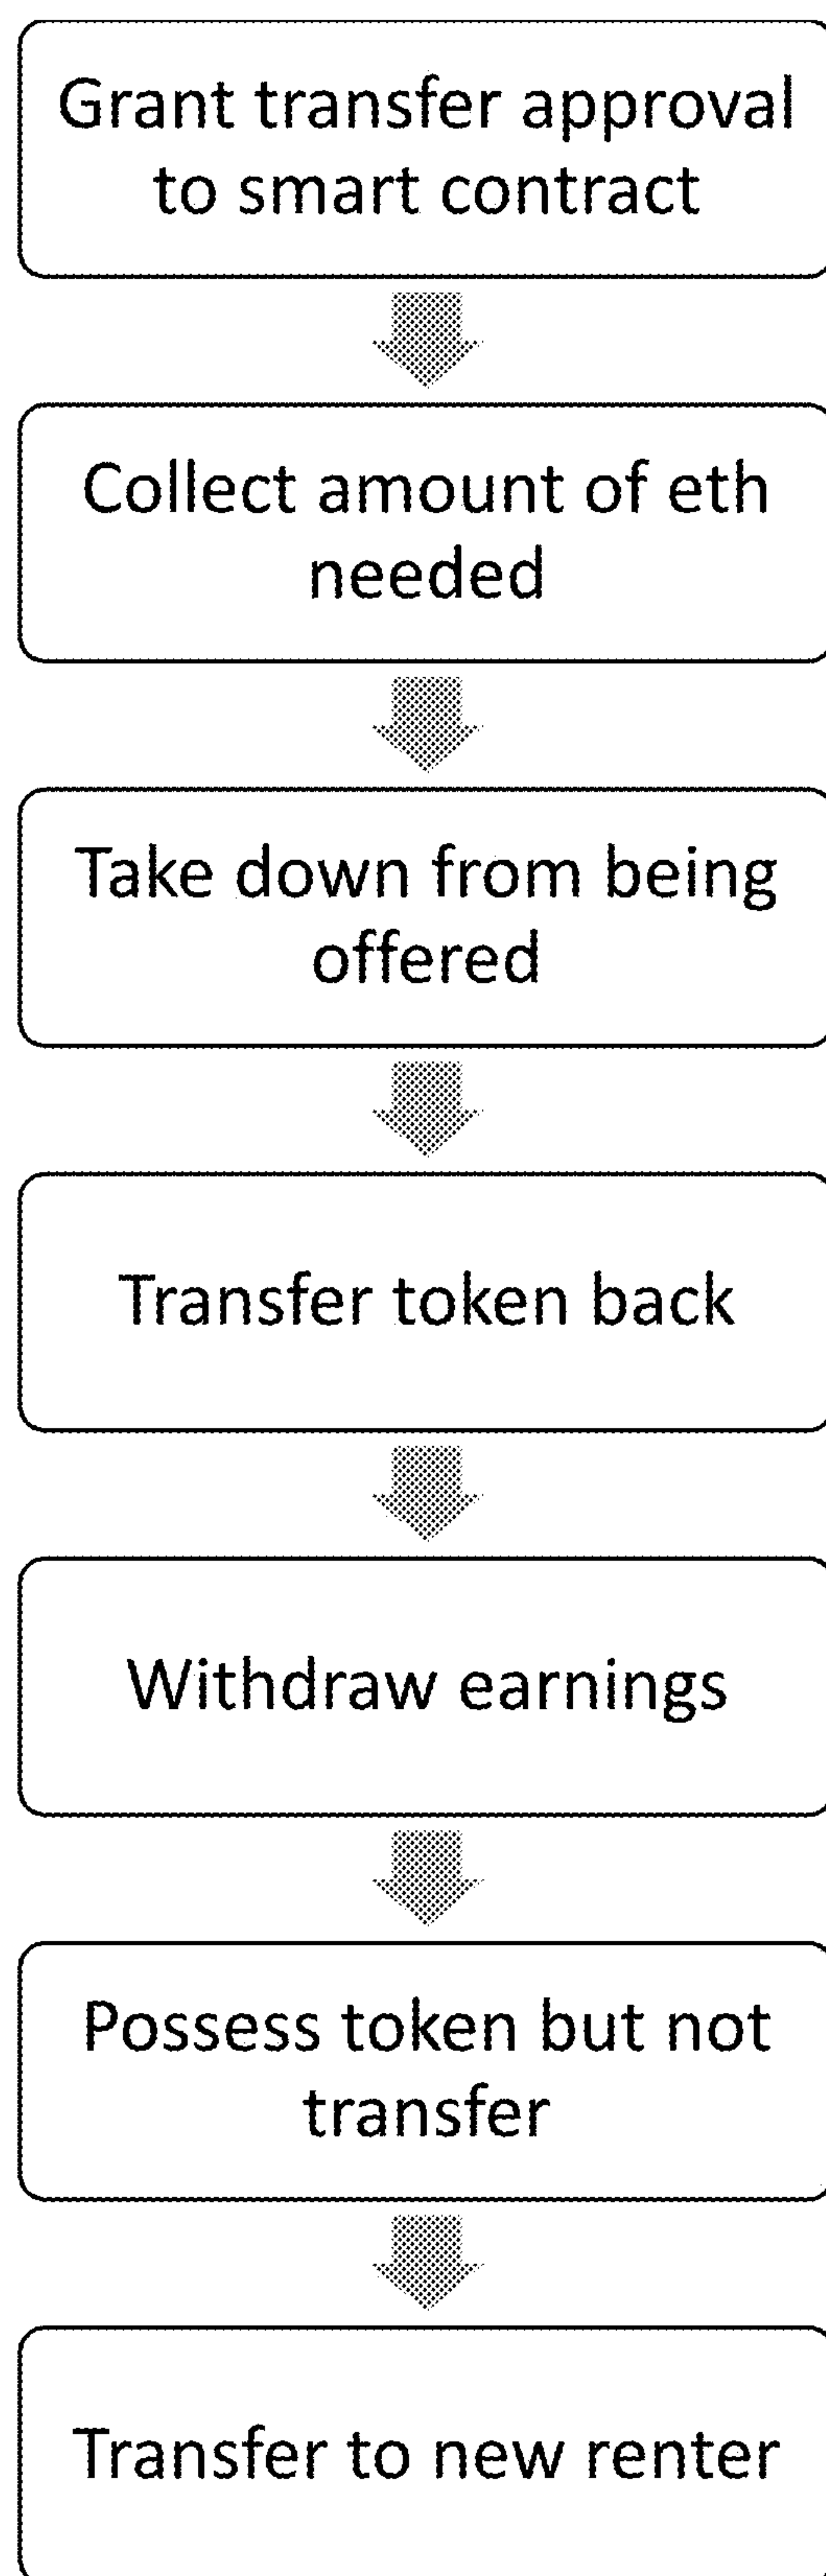 Grant transfer approval
to smart contract
Collect amount of eth
needed
Take down from being
offered
Transfer token back
Withdraw earnings
Possess token but not
transfer
Transfer to new renter